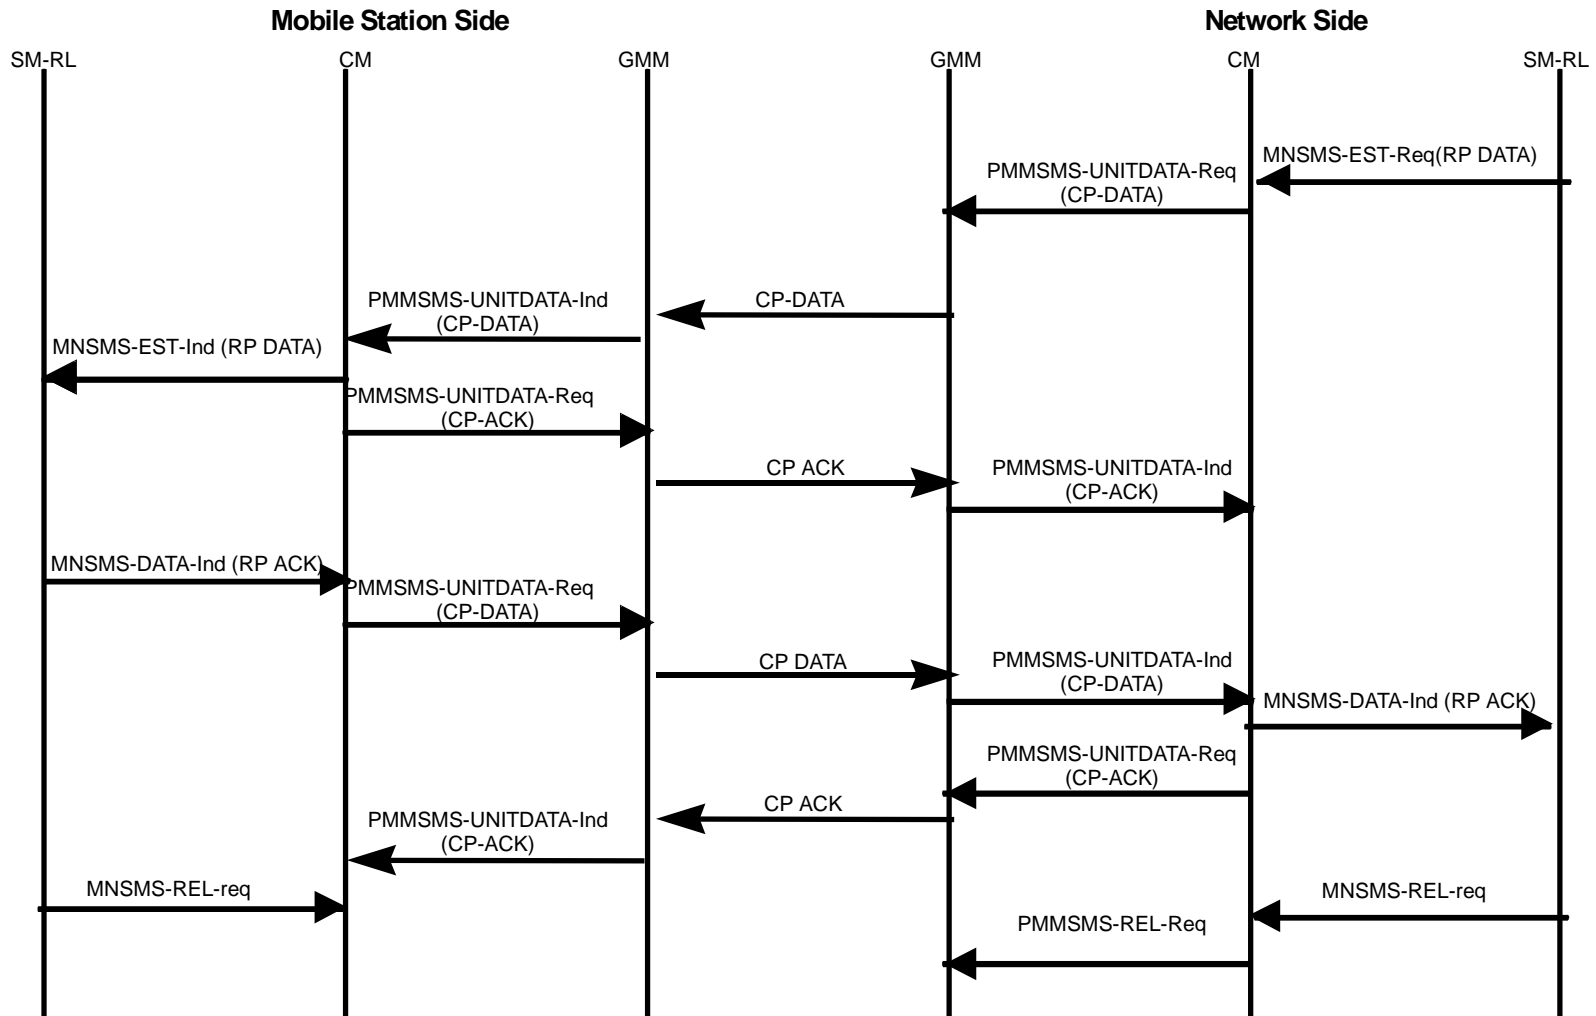 Mobile Station Side
Network Side
SM-RL
CM
GMM
GMM
CM
SM-RL
MNSMS-EST-Req(RP DATA)
PMMSMS-UNITDATA-Req
(CP-DATA)
CP-DATA
PMMSMS-UNITDATA-Ind
(CP-DATA)
MNSMS-EST-Ind (RP DATA)
PMMSMS-UNITDATA-Req
(CP-ACK)
CP ACK
PMMSMS-UNITDATA-Ind
(CP-ACK)
MNSMS-DATA-Ind (RP ACK)
PMMSMS-UNITDATA-Req
(CP-DATA)
CP DATA
PMMSMS-UNITDATA-Ind
(CP-DATA)
MNSMS-DATA-Ind (RP ACK)
PMMSMS-UNITDATA-Req
(CP-ACK)
CP ACK
PMMSMS-UNITDATA-Ind
(CP-ACK)
MNSMS-REL-req
MNSMS-REL-req
PMMSMS-REL-Req